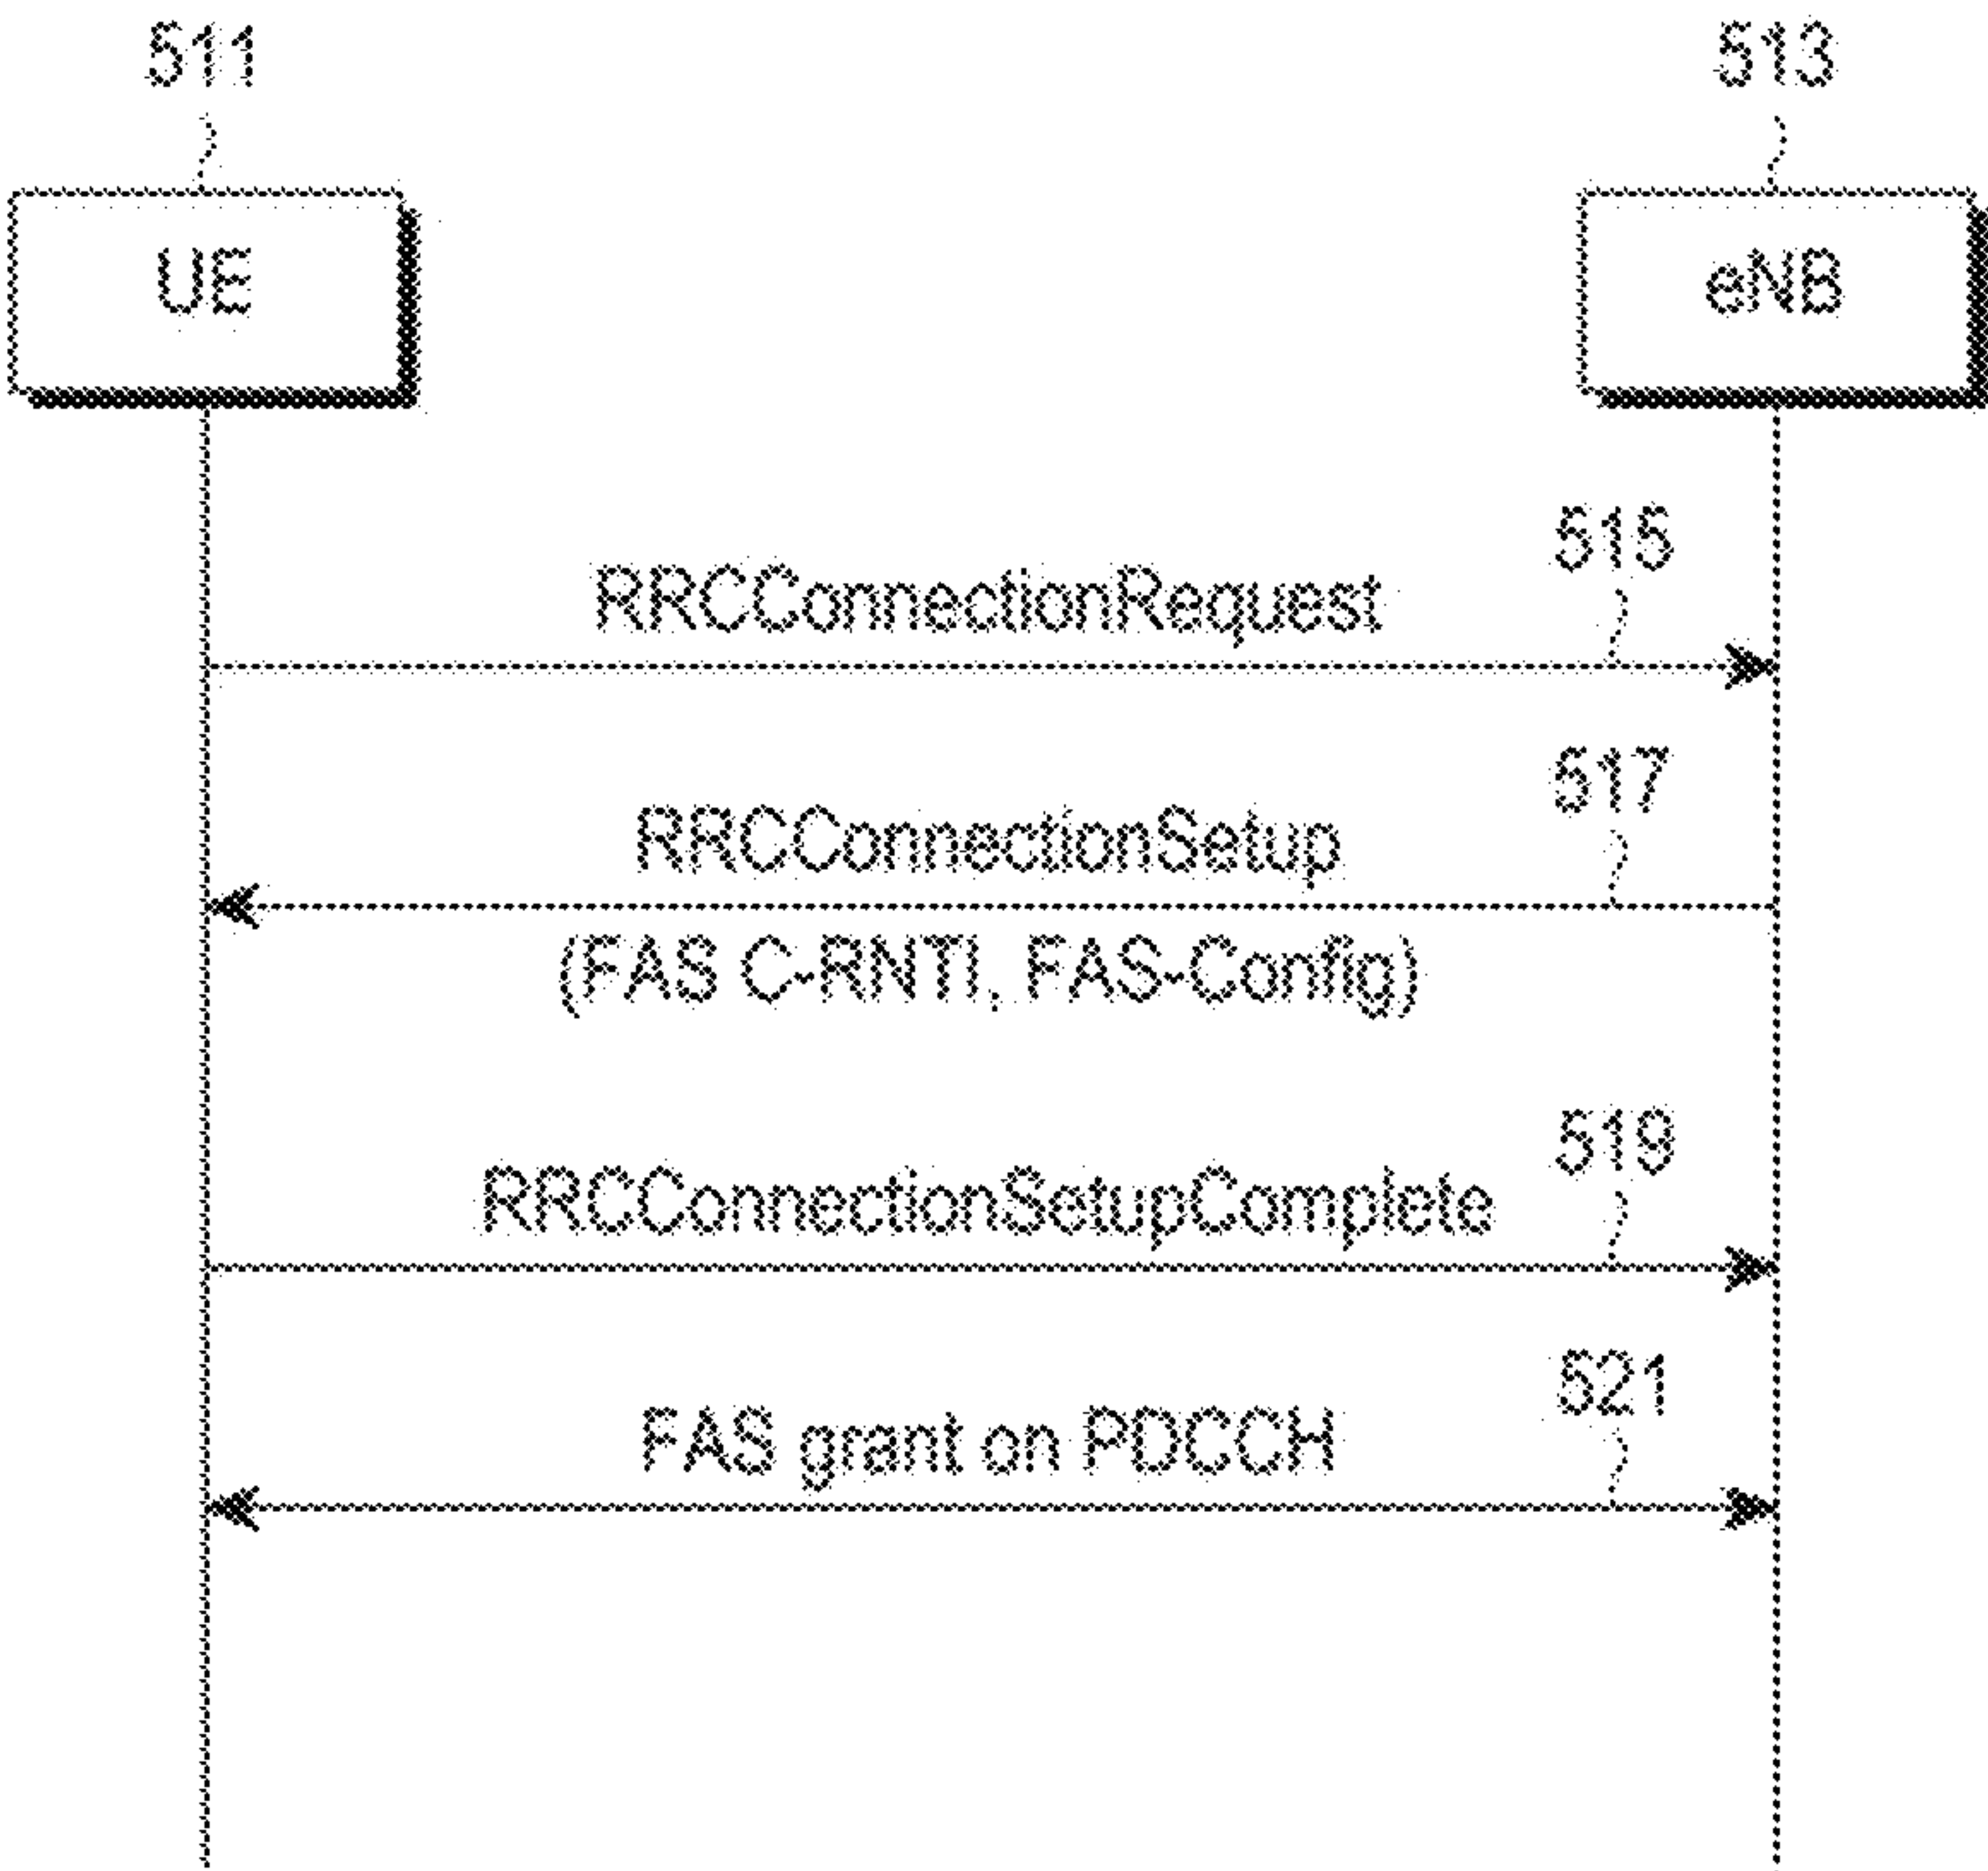 511
513
UE
eNB
515
RRCConnectionRequest
517
RRCConnectionSetup
(FAS C-RNTI, FAS-Config)
519
RRCConnectionSetupComplete
521
FAS grant on PDCCH